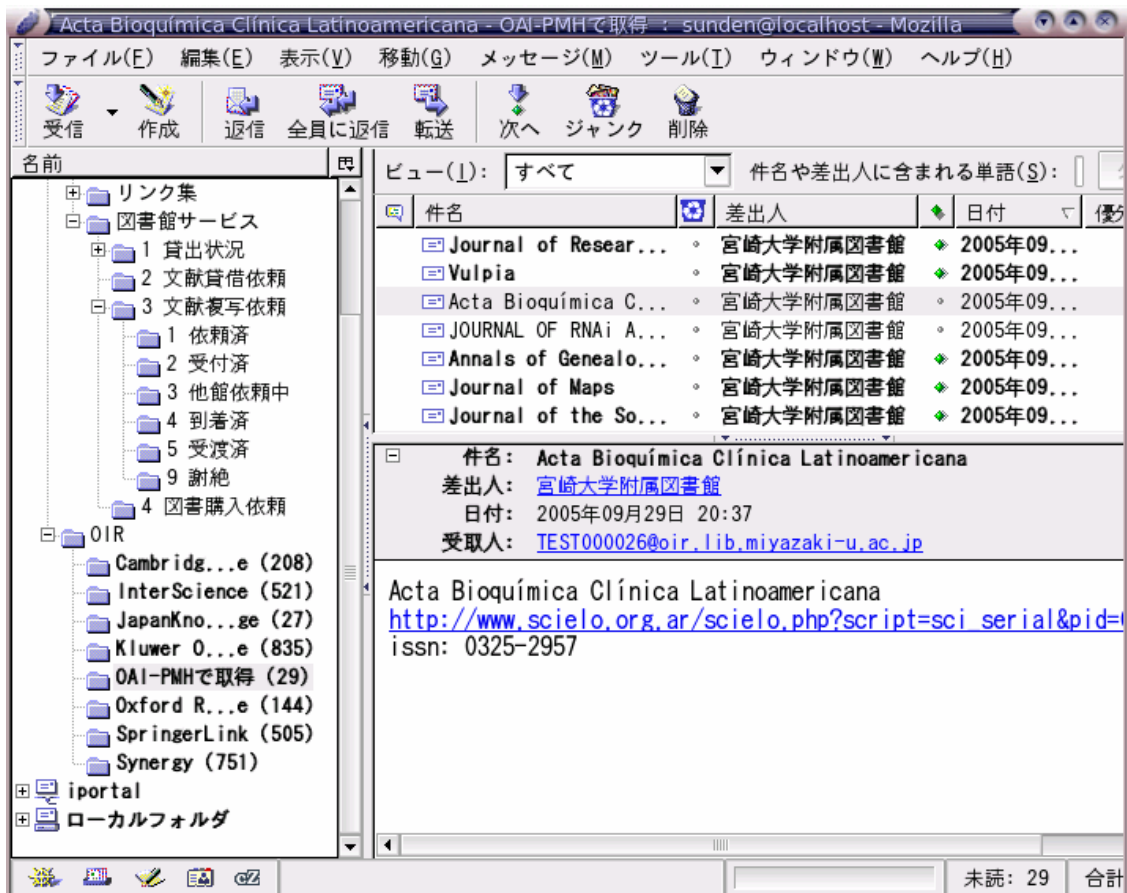 Acta Bioquímica Clínica Latinoamericana - OAI-PMHで取得 : sunden@localhost - Mozilla
ファイル(F) 編集(E) 表示(V) 移動(G) メッセージ(M) ツール(T) ウィンドウ(W) ヘルプ(H)
受信 作成 返信 全員に返信 転送 次へ ジャンク 削除
名前
リンク集
図書館サービス
1 貸出状況
2 文献貸借依頼
3 文献複写依頼
1 依頼済
2 受付済
3 他館依頼中
4 到着済
5 受渡済
9 謝絶
4 図書購入依頼
OIR
Cambridg...e (208)
InterScience (521)
JapanKno...ge (27)
Kluwer O...e (835)
OAI-PMHで取得 (29)
Oxford R...e (144)
SpringerLink (505)
Synergy (751)
iportal
ローカルフォルダ
ビュー(I): すべて 件名や差出人に含まれる単語(S):
件名 差出人 日付
Journal of Resear... 宮崎大学附属図書館 2005年09...
Vulpia 宮崎大学附属図書館 2005年09...
Acta Bioquímica C... 宮崎大学附属図書館 2005年09...
JOURNAL OF RNAi A... 宮崎大学附属図書館 2005年09...
Annals of Genealo... 宮崎大学附属図書館 2005年09...
Journal of Maps 宮崎大学附属図書館 2005年09...
Journal of the So... 宮崎大学附属図書館 2005年09...
件名: Acta Bioquímica Clínica Latinoamericana
差出人: 宮崎大学附属図書館
日付: 2005年09月29日 20:37
受取人: TEST000026@oir.lib.miyazaki-u.ac.jp
Acta Bioquímica Clínica Latinoamericana
http://www.scielo.org.ar/scielo.php?script=sci_serial&pid=
issn: 0325-2957
未読: 29 合計